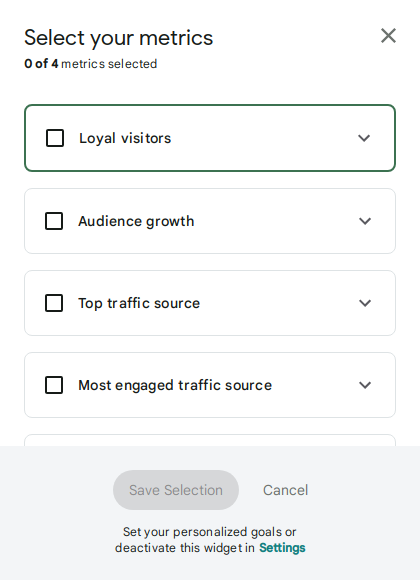 Select your metrics
0 of 4 metrics selected
Loyal visitors
Audience growth
Top traffic source
Most engaged traffic source
Save Selection
Cancel
Set your personalized goals or
deactivate this widget in Settings